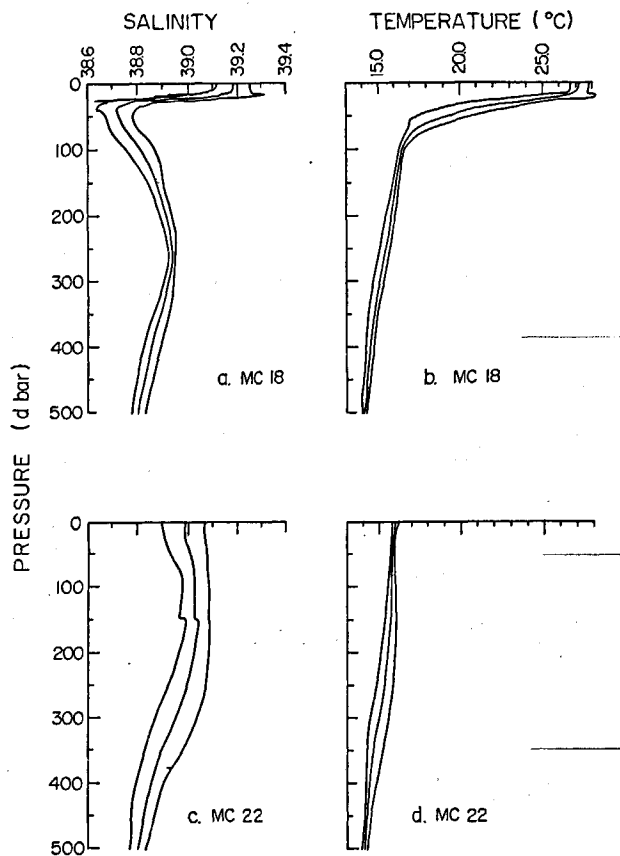 SALINITY
TEMPERATURE (°C)
38.6 38.8 39.0 39.2 39.4
15.0 20.0 25.0
0
100
200
300
400
500
a. MC 18
b. MC 18
PRESSURE (d bar)
0
100
200
300
400
500
c. MC 22
d. MC 22